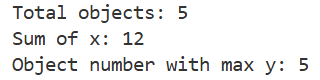 Total objects: 5
Sum of x: 12
Object number with max y: 5